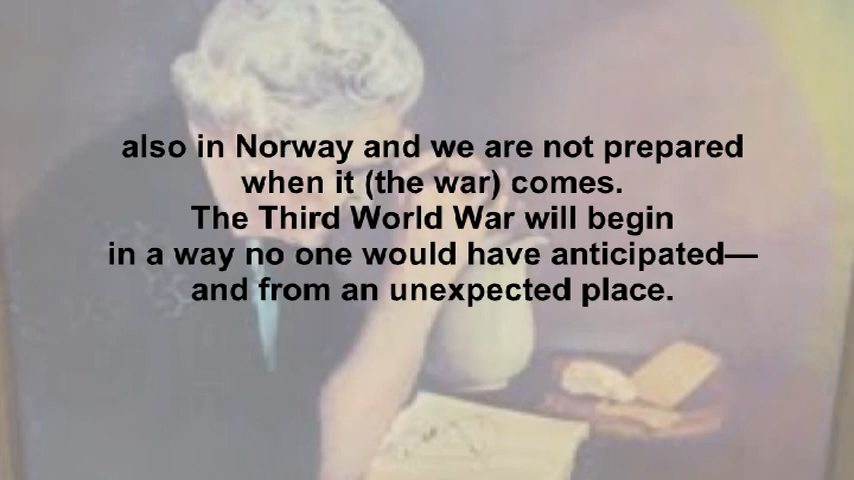 also in Norway and we are not prepared
when it (the war) comes.
The Third World War will begin
in a way no one would have anticipated—
and from an unexpected place.